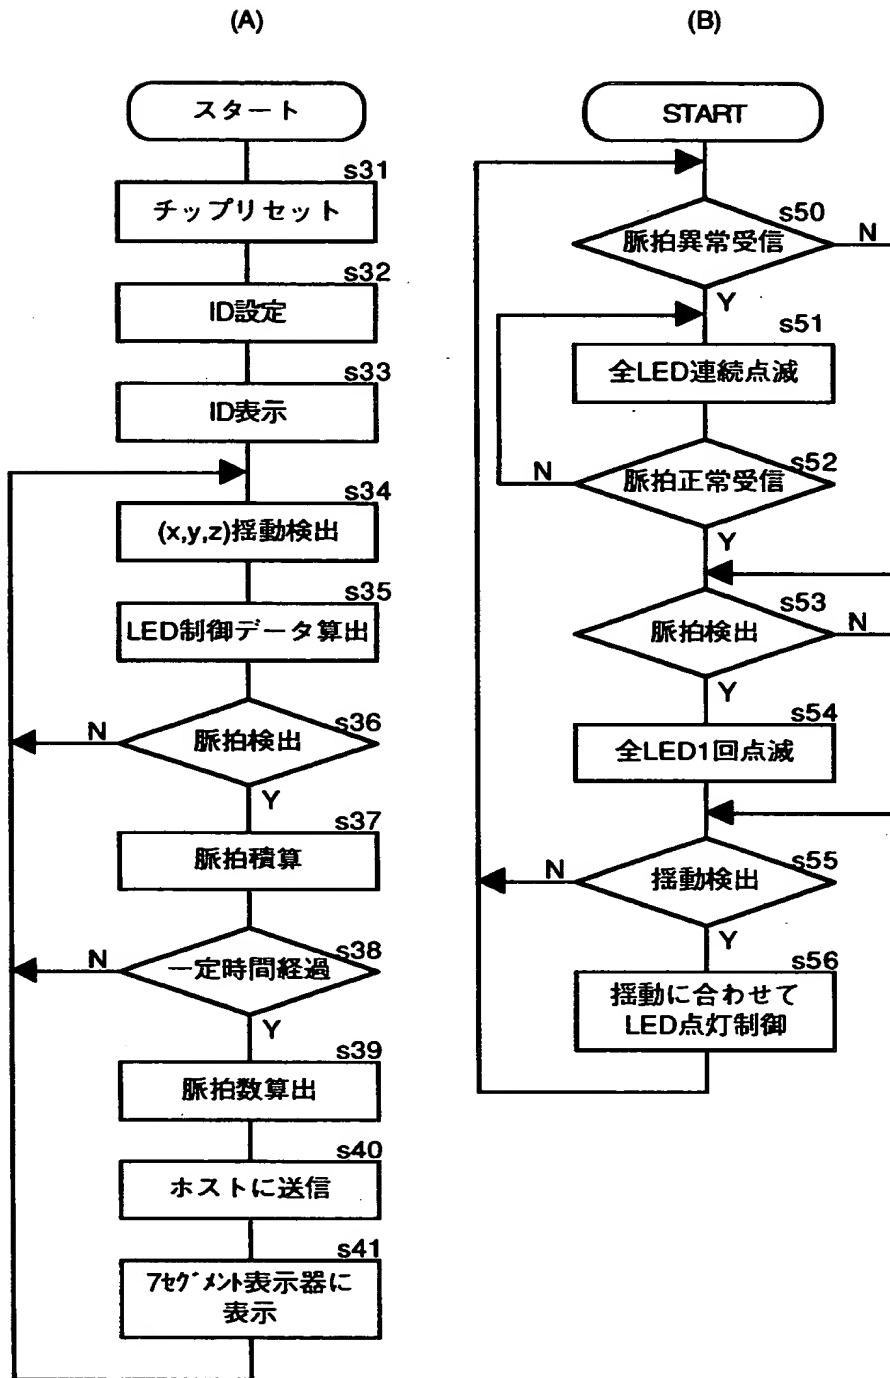 (A)
スタート
s31
チップリセット
s32
ID設定
s33
ID表示
s34
(x,y,z)揺動検出
s35
LED制御データ算出
s36
脈拍検出
N
Y
s37
脈拍積算
s38
一定時間経過
N
Y
s39
脈拍数算出
s40
ホストに送信
s41
7セグメント表示器に
表示
(B)
START
s50
脈拍異常受信
N
Y
s51
全LED連続点滅
s52
脈拍正常受信
N
Y
s53
脈拍検出
N
Y
s54
全LED1回点滅
s55
揺動検出
N
Y
s56
揺動に合わせて
LED点灯制御